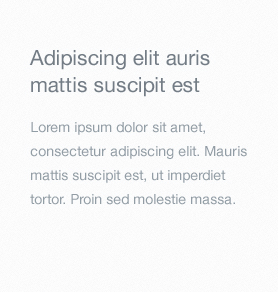 Adipiscing elit auris
mattis suscipit est
Lorem ipsum dolor sit amet,
consectetur adipiscing elit. Mauris
mattis suscipit est, ut imperdiet
tortor. Proin sed molestie massa.